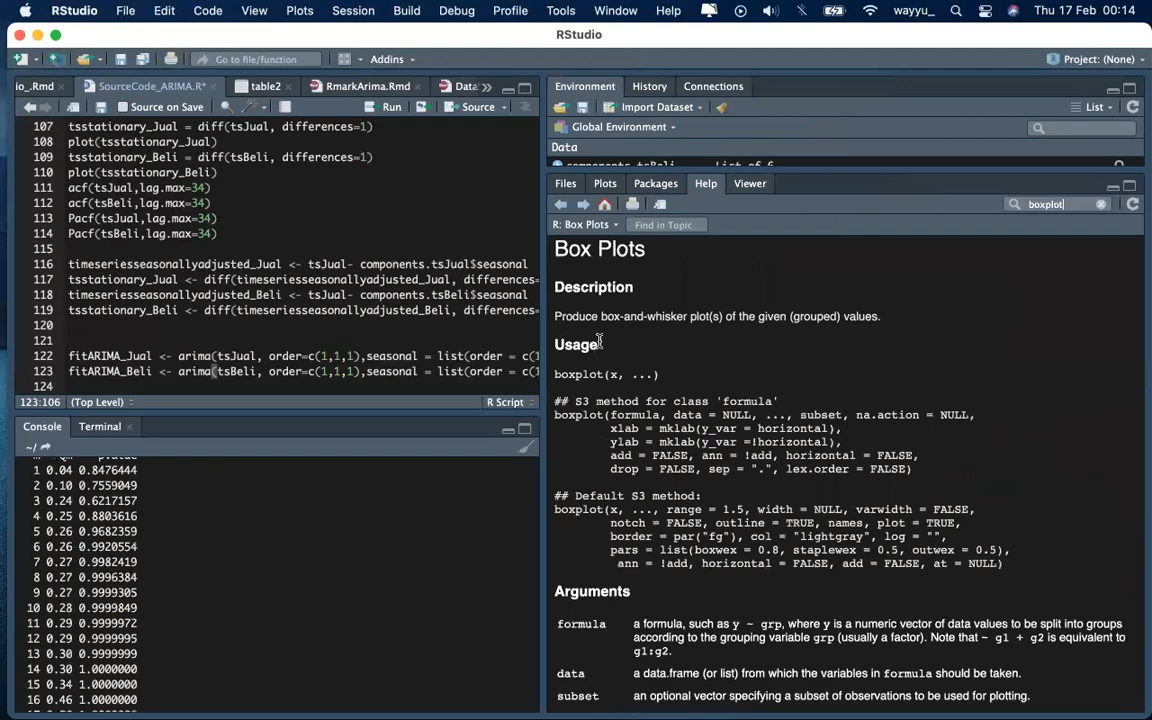 RStudio File Edit Code View Plots Session Build Debug Profile Tools Window Help wayyu_ Thu 17 Feb 00:14
RStudio
Go to file/function Addins Project: (None)
io_.Rmd SourceCode_ARIMA.R* table2 RmarkArima.Rmd Data
Source on Save Run Source
107 tsstationary_Jual = diff(tsJual, differences=1)
108 plot(tsstationary_Jual)
109 tsstationary_Beli = diff(tsBeli, differences=1)
110 plot(tsstationary_Beli)
111 acf(tsJual,lag.max=34)
112 acf(tsBeli,lag.max=34)
113 Pacf(tsJual,lag.max=34)
114 Pacf(tsBeli,lag.max=34)
115
116 timeseriesseasonallyadjusted_Jual <- tsJual- components.tsJual$seasonal
117 tsstationary_Jual <- diff(timeseriesseasonallyadjusted_Jual, differences=
118 timeseriesseasonallyadjusted_Beli <- tsJual- components.tsBeli$seasonal
119 tsstationary_Beli <- diff(timeseriesseasonallyadjusted_Beli, differences=
120
121
122 fitARIMA_Jual <- arima(tsJual, order=c(1,1,1),seasonal = list(order = c(1
123 fitARIMA_Beli <- arima(tsBeli, order=c(1,1,1),seasonal = list(order = c(1
124
123:106 (Top Level) R Script
Console Terminal
~/
1 0.04 0.8476444
2 0.10 0.7559049
3 0.24 0.6217157
4 0.25 0.8803616
5 0.26 0.9682359
6 0.26 0.9920554
7 0.27 0.9982419
8 0.27 0.9996384
9 0.27 0.9999305
10 0.28 0.9999849
11 0.29 0.9999972
12 0.29 0.9999995
13 0.30 0.9999999
14 0.30 1.0000000
15 0.34 1.0000000
16 0.46 1.0000000
Environment History Connections
Import Dataset List
Global Environment
Data
components.tsBeli List of 6
Files Plots Packages Help Viewer
boxplot
R: Box Plots Find in Topic
Box Plots
Description
Produce box-and-whisker plot(s) of the given (grouped) values.
Usage
boxplot(x, ...)
## S3 method for class 'formula'
boxplot(formula, data = NULL, ..., subset, na.action = NULL,
xlab = mklab(y_var = horizontal),
ylab = mklab(y_var =!horizontal),
add = FALSE, ann = !add, horizontal = FALSE,
drop = FALSE, sep = ".", lex.order = FALSE)
## Default S3 method:
boxplot(x, ..., range = 1.5, width = NULL, varwidth = FALSE,
notch = FALSE, outline = TRUE, names, plot = TRUE,
border = par("fg"), col = "lightgray", log = "",
pars = list(boxwex = 0.8, staplewex = 0.5, outwex = 0.5),
ann = !add, horizontal = FALSE, add = FALSE, at = NULL)
Arguments
formula a formula, such as y ~ grp, where y is a numeric vector of data values to be split into groups
according to the grouping variable grp (usually a factor). Note that ~ g1 + g2 is equivalent to
g1:g2.
data a data.frame (or list) from which the variables in formula should be taken.
subset an optional vector specifying a subset of observations to be used for plotting.